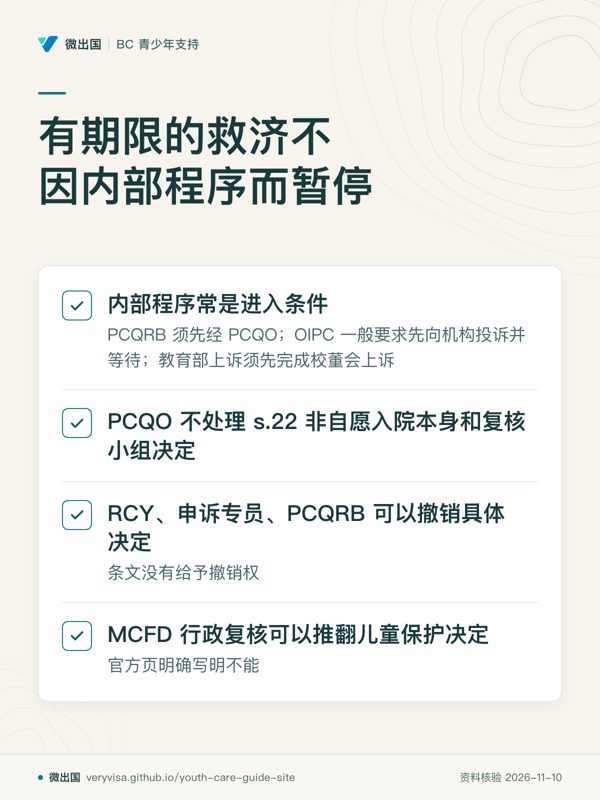 微出国 | BC 青少年支持
有期限的救济不
因内部程序而暂停
内部程序常是进入条件
PCQRB 须先经 PCQO；OIPC 一般要求先向机构投诉并
等待；教育部上诉须先完成校董会上诉
PCQO 不处理 s.22 非自愿入院本身和复核
小组决定
RCY、申诉专员、PCQRB 可以撤销具体
决定
条文没有给予撤销权
MCFD 行政复核可以推翻儿童保护决定
官方页明确写明不能
微出国 veryvisa.github.io/youth-care-guide-site
资料核验 2026-11-10